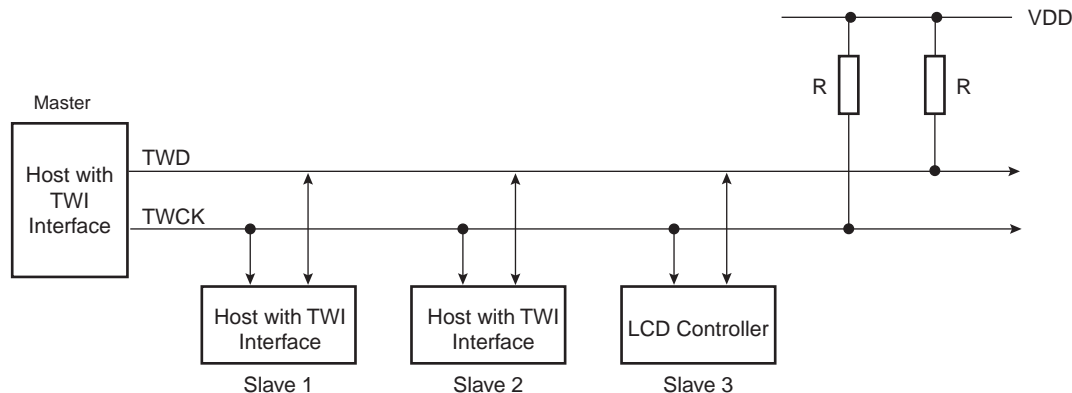 VDD
R
R
Master
Host with
TWI
Interface
TWD
TWCK
Host with TWI
Interface
Slave 1
Host with TWI
Interface
Slave 2
LCD Controller
Slave 3